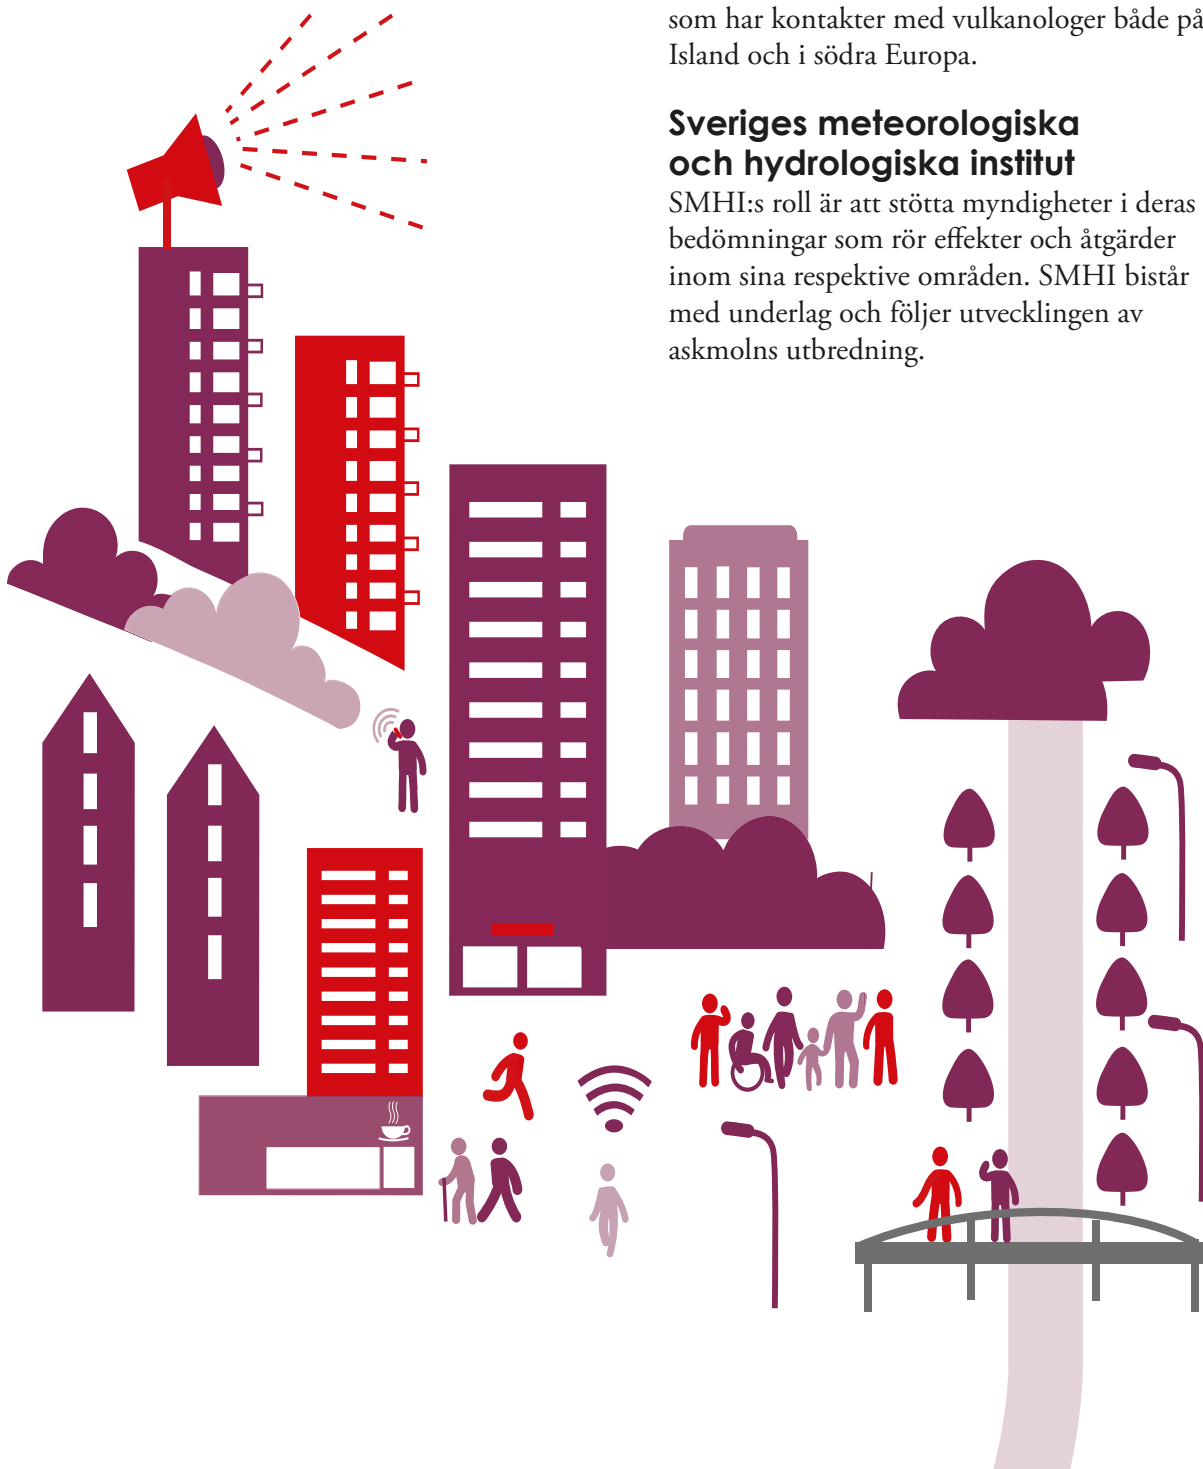 som har kontakter med vulkanologer både på
Island och i södra Europa.
Sveriges meteorologiska
och hydrologiska institut
SMHI:s roll är att stötta myndigheter i deras
bedömningar som rör effekter och åtgärder
inom sina respektive områden. SMHI bistår
med underlag och följer utvecklingen av
askmolns utbredning.